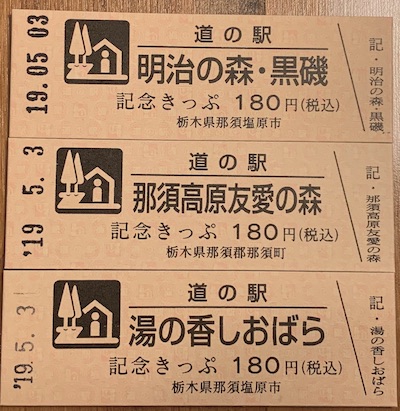 19.05 03
道の駅
明治の森・黒磯
記念きっぷ 180円(税込)
栃木県那須塩原市
記・明治の森・黒磯
'19 5. 3
道の駅
那須高原友愛の森
記念きっぷ 180円(税込)
栃木県那須郡那須町
記・那須高原友愛の森
'19.5.3
道の駅
湯の香しおばら
記念きっぷ 180円(税込)
栃木県那須塩原市
記・湯の香しおばら